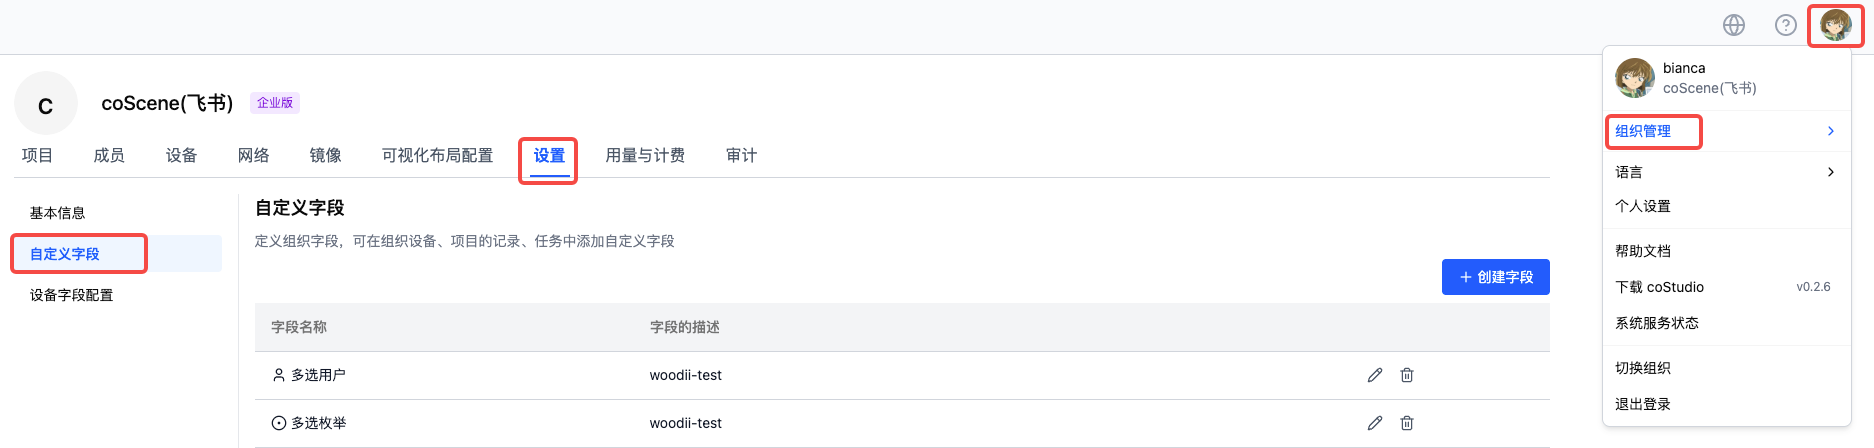 C
coScene(飞书) 企业版
项目 成员 设备 网络 镜像 可视化布局配置 设置 用量与计费 审计
基本信息
自定义字段
设备字段配置
自定义字段
定义组织字段，可在组织设备、项目的记录、任务中添加自定义字段
+ 创建字段
字段名称 字段的描述
多选用户 woodii-test
多选枚举 woodii-test
bianca
coScene(飞书)
组织管理
语言
个人设置
帮助文档
下载 coStudio v0.2.6
系统服务状态
切换组织
退出登录